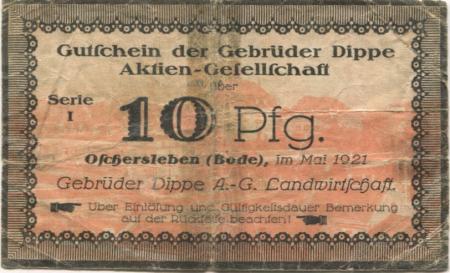 Gutschein der Gebrüder Dippe
Aktien-Gesellschaft
über
Serie
I
10 Pfg.
Oschersleben (Bode), im Mai 1921
Gebrüder Dippe A.-G. Landwirtschaft.
Über Einlösung und Gültigkeitsdauer Bemerkung
auf der Rückseite beachten!